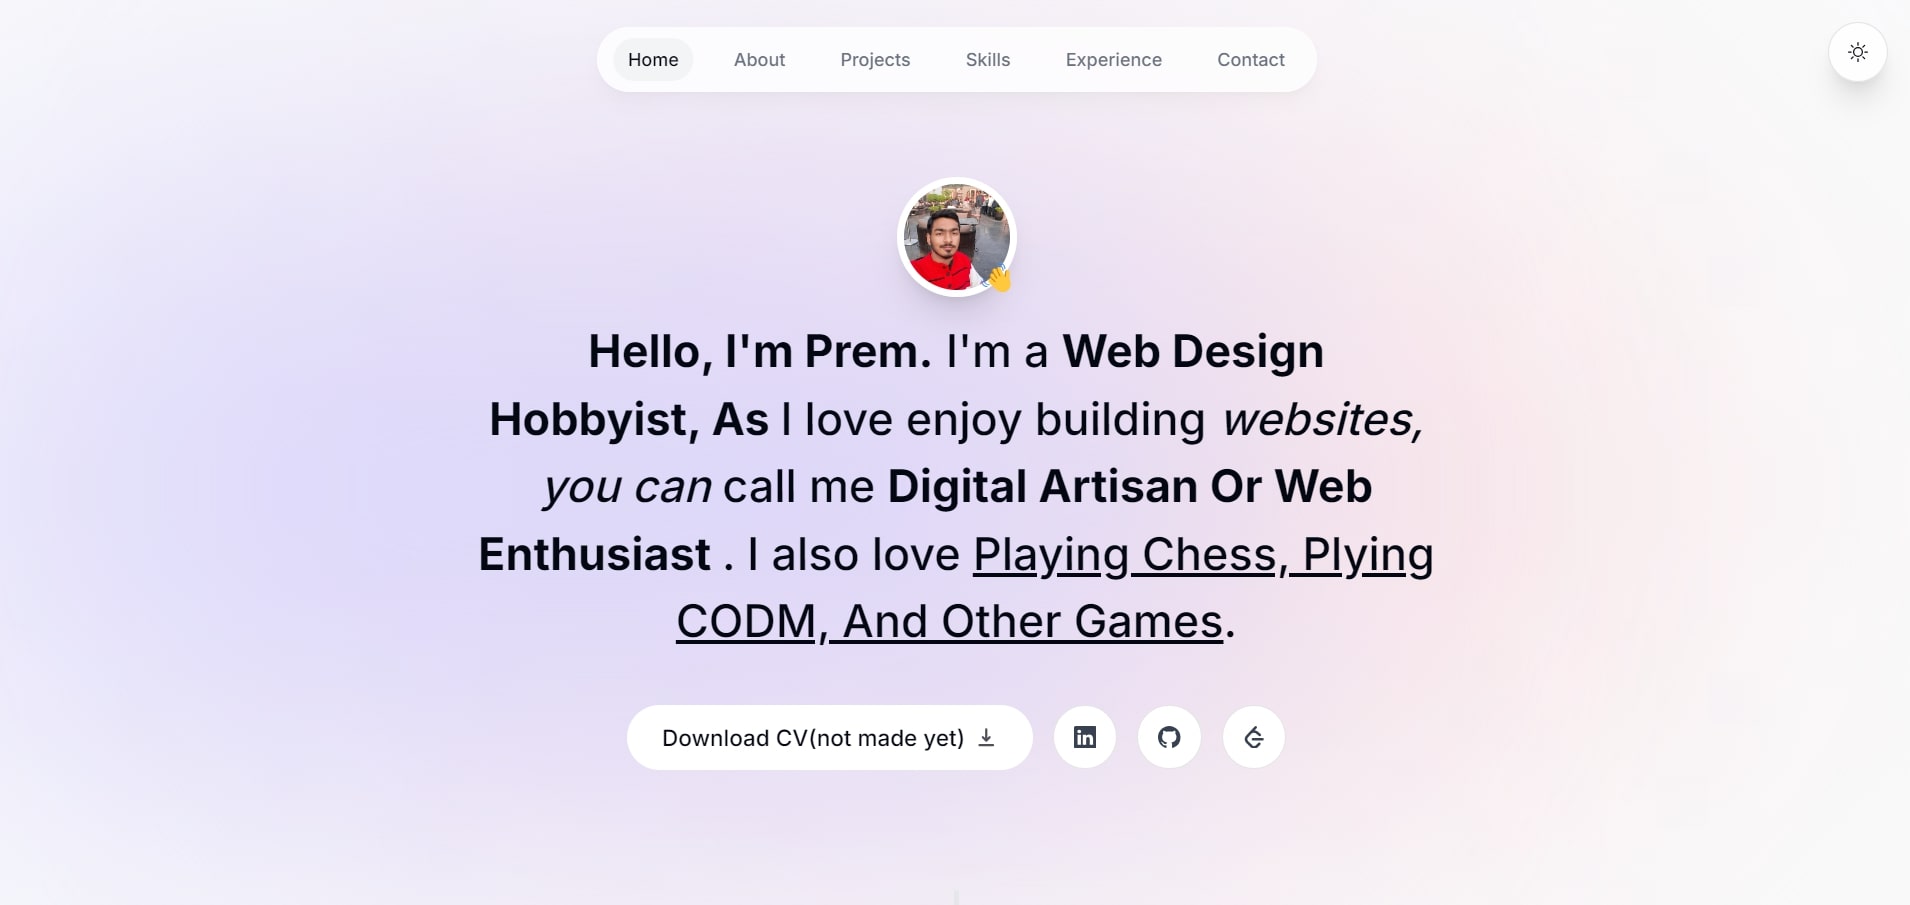 Home About Projects Skills Experience Contact
Hello, I'm Prem. I'm a Web Design
Hobbyist, As I love enjoy building websites,
you can call me Digital Artisan Or Web
Enthusiast . I also love Playing Chess, Plying
CODM, And Other Games.
Download CV(not made yet)
in